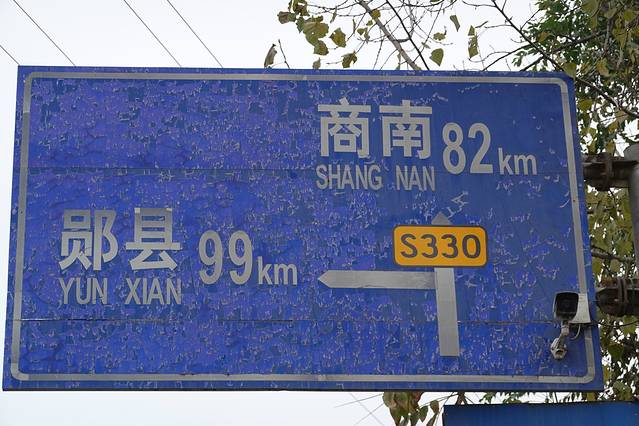 商南 82km
SHANG NAN
S330
郧县 99km
YUN XIAN